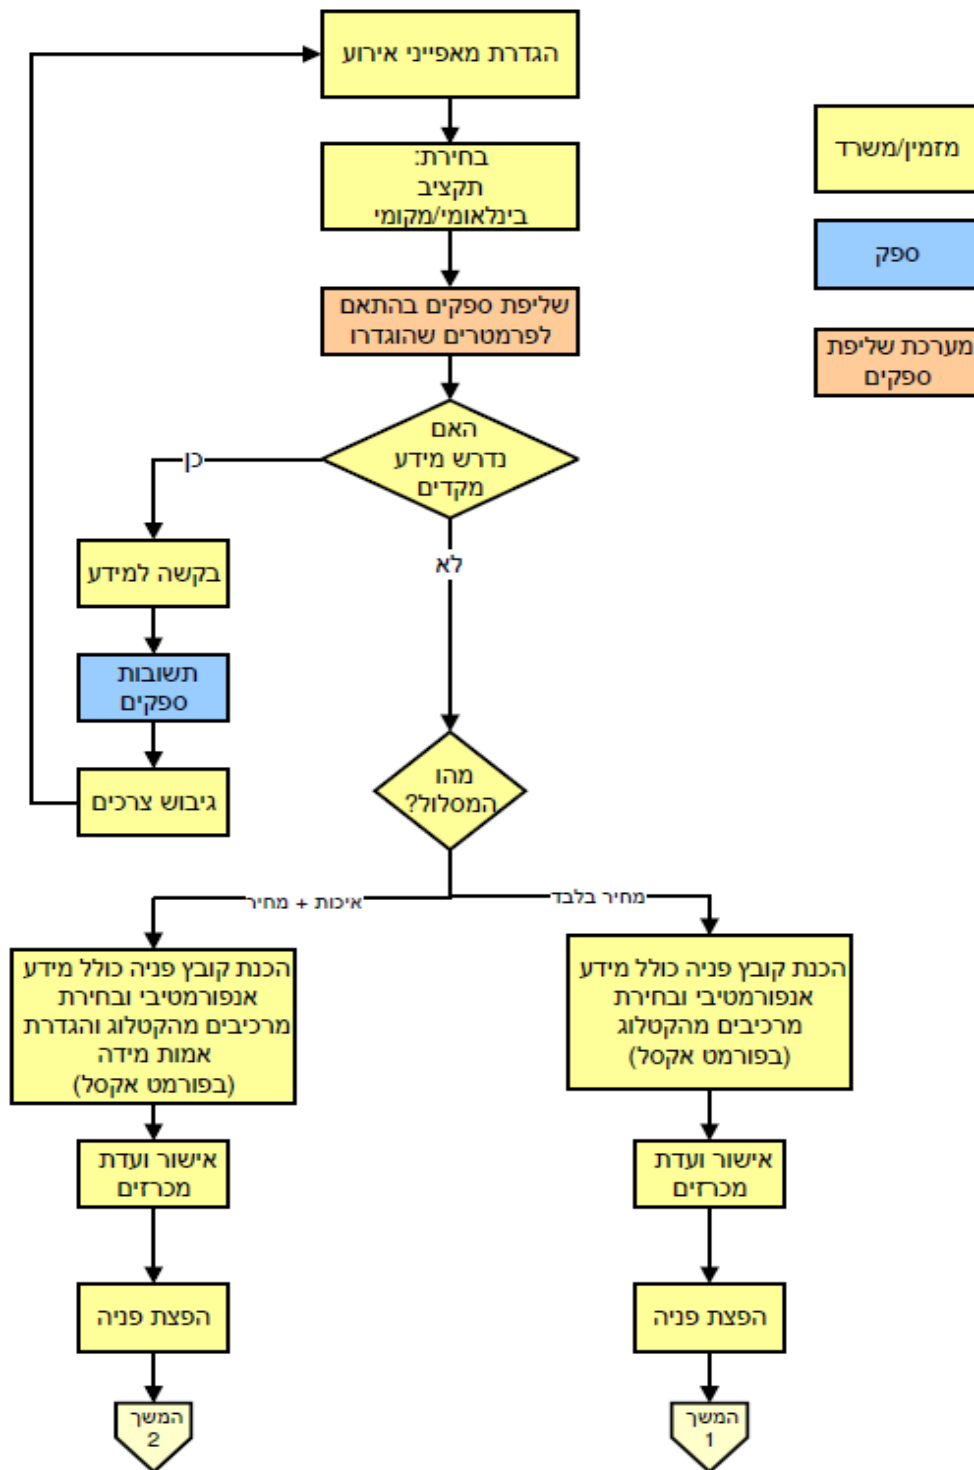 הגדרת מאפייני אירוע
בחירת:
תקציב
בינלאומי/מקומי
שליפת ספקים בהתאם
לפרמטרים שהוגדרו
האם
נדרש מידע
מקדים
כן
לא
בקשה למידע
תשובות
ספקים
גיבוש צרכים
מהו
המסלול?
מחיר בלבד
איכות + מחיר
הכנת קובץ פניה כולל מידע
אנפורמטיבי ובחירת
מרכיבים מהקטלוג
(בפורמט אקסל)
אישור ועדת
מכרזים
הפצת פניה
המשך
1
הכנת קובץ פניה כולל מידע
אנפורמטיבי ובחירת
מרכיבים מהקטלוג והגדרת
אמות מידה
(בפורמט אקסל)
אישור ועדת
מכרזים
הפצת פניה
המשך
2
מזמין/משרד
ספק
מערכת שליפת
ספקים